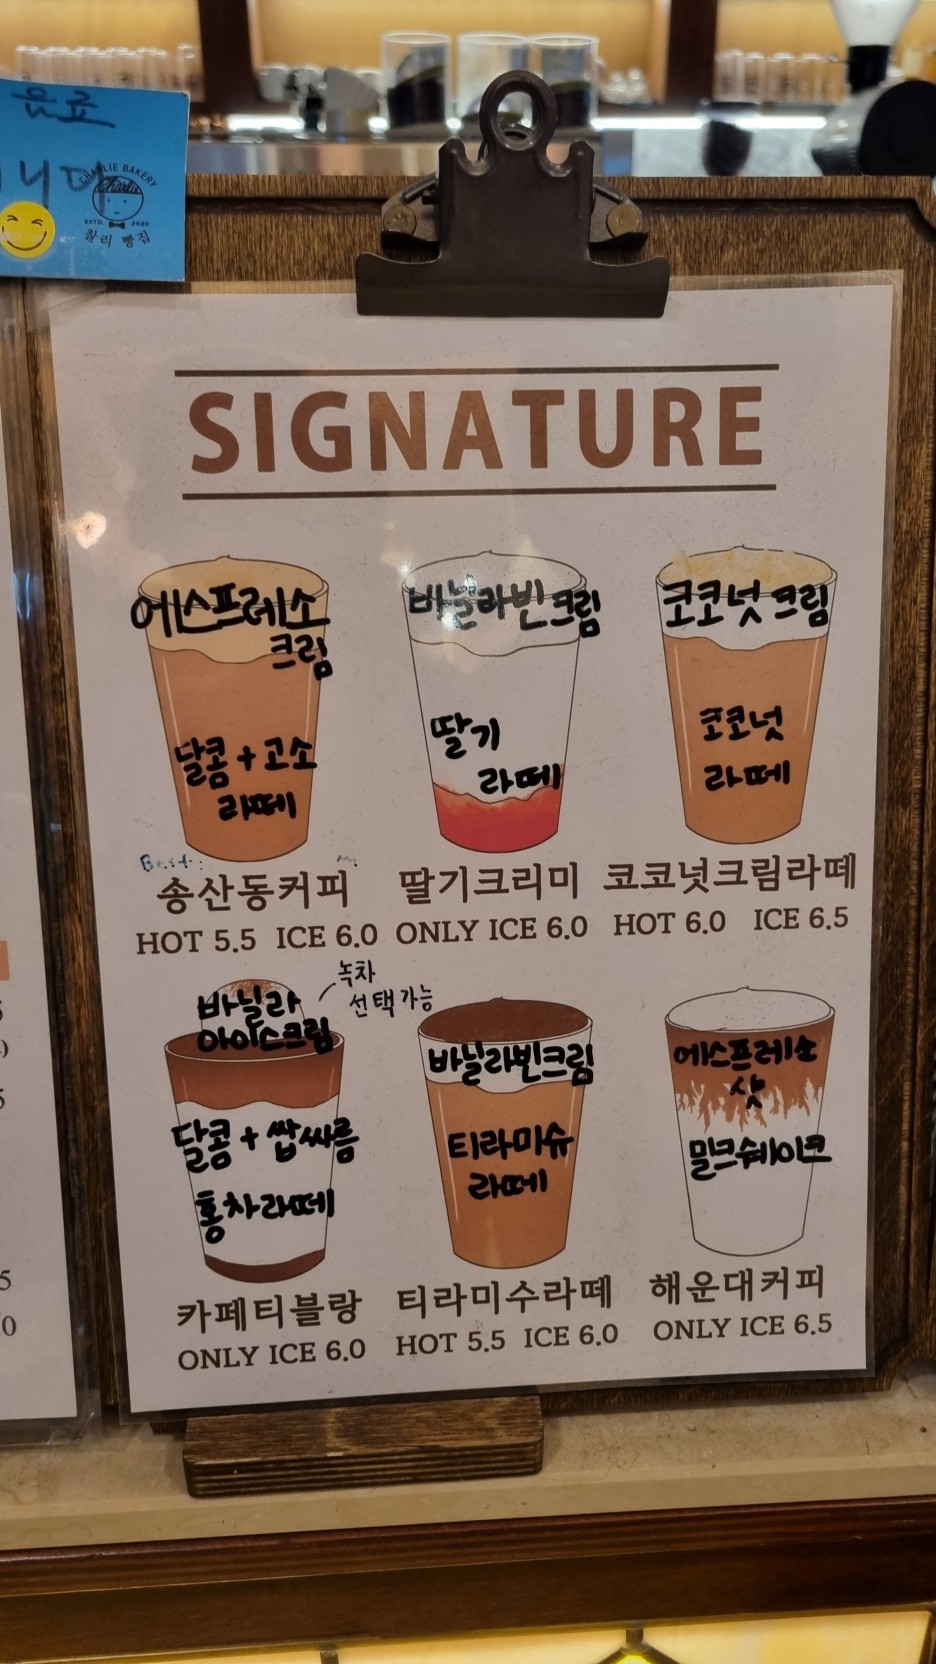 음료
CHARLIE BAKERY
Charlie
ESTD. 2020
촬리 빵집
SIGNATURE
에스프레소
크림
달콤 + 고소
라떼
Best
송산동커피
HOT 5.5 ICE 6.0
바닐라빈크림
딸기
라떼
딸기크리미
ONLY ICE 6.0
코코넛 크림
코코넛
라떼
코코넛크림라떼
HOT 6.0 ICE 6.5
바닐라
아이스크림
녹차
선택가능
달콤 + 쌉싸름
홍차라떼
카페티블랑
ONLY ICE 6.0
바닐라빈크림
티라미슈
라떼
티라미수라떼
HOT 5.5 ICE 6.0
에스프레소
샷
밀크쉐이크
해운대커피
ONLY ICE 6.5